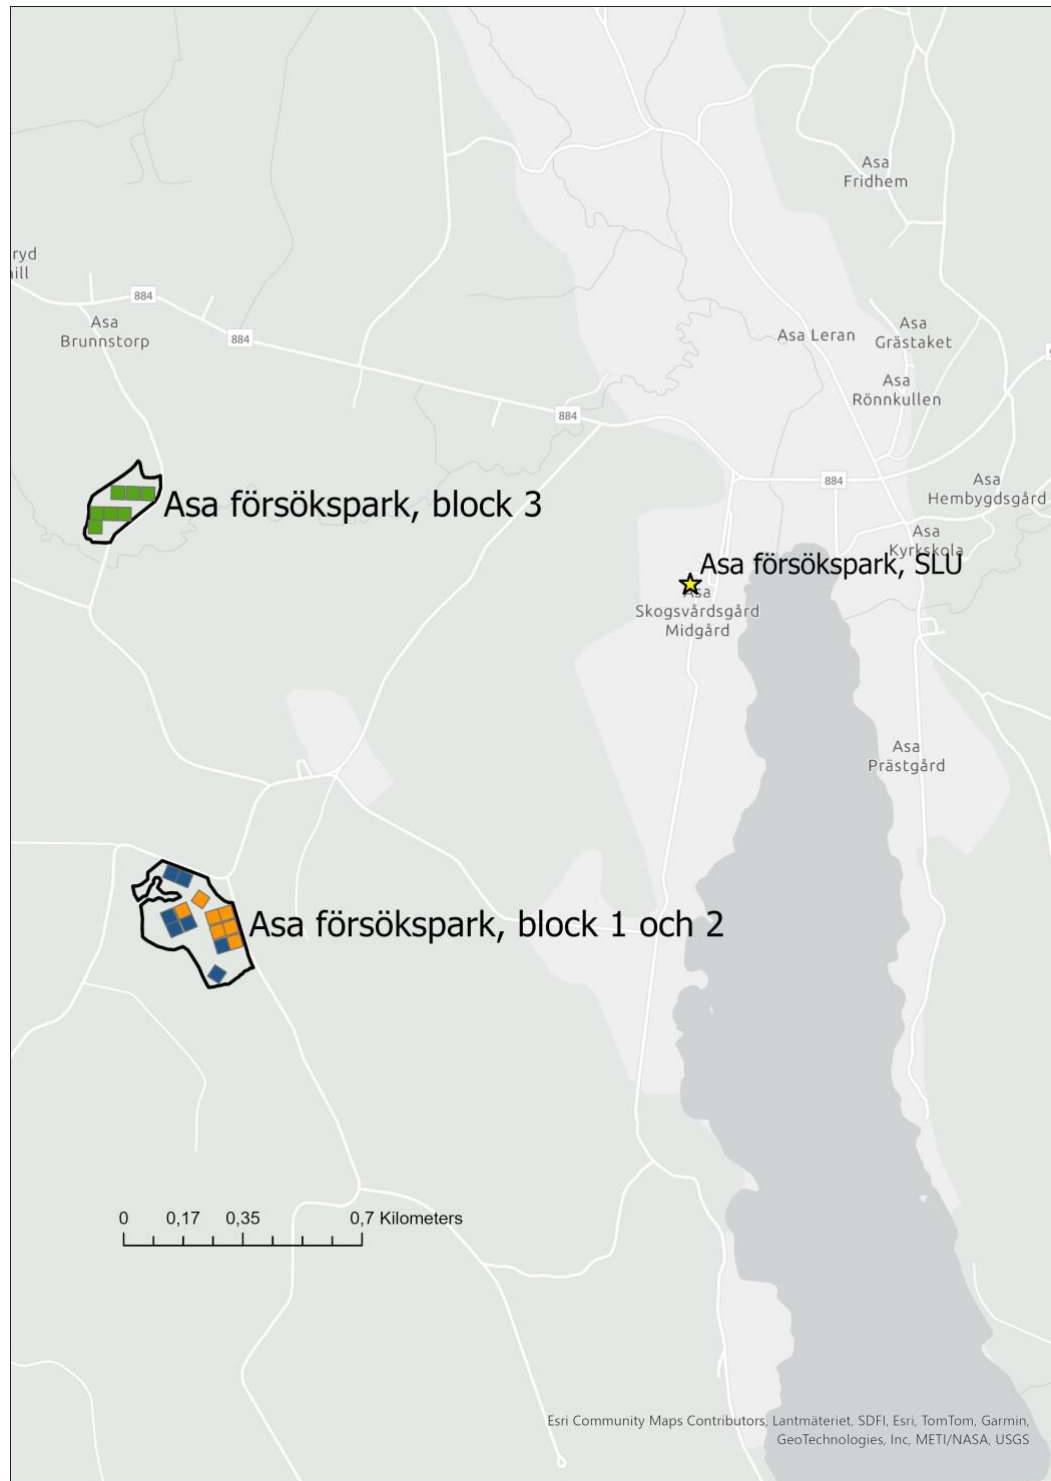 Asa
Fridhem
ryd
ill
884
Asa
Brunnstorp
884
Asa Leran
Asa
Grästaket
Asa
Rönnkullen
884
884
Asa
Hembygdsgård
Asa försökspark, block 3
Asa
Kyrkskola
Asa försökspark, SLU
Asa
Skogsvårdsgård
Midgård
Asa
Prästgård
Asa försökspark, block 1 och 2
0 0,17 0,35 0,7 Kilometers
Esri Community Maps Contributors, Lantmäteriet, SDFI, Esri, TomTom, Garmin,
GeoTechnologies, Inc, METI/NASA, USGS